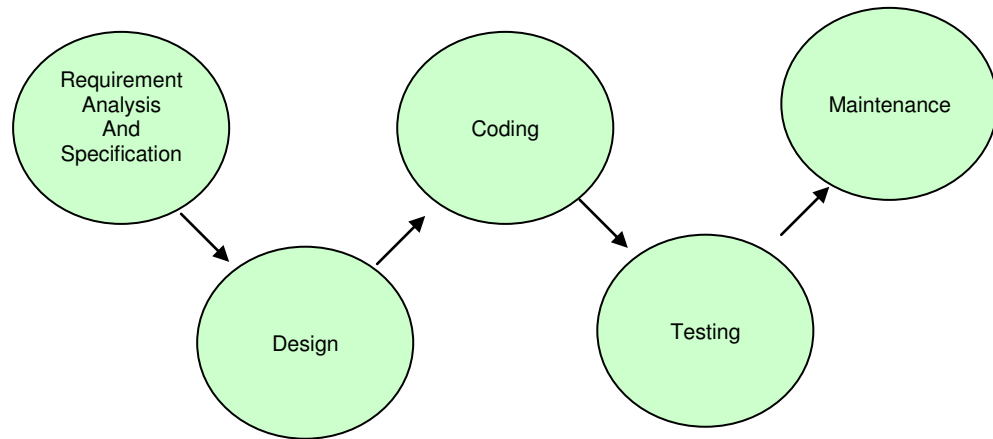 Requirement
Analysis
And
Specification
Design
Coding
Testing
Maintenance